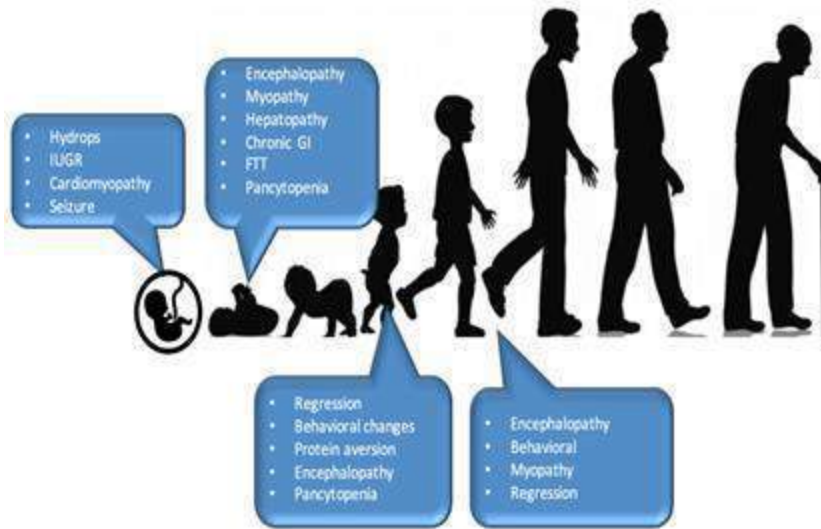 • Hydrops
• IUGR
• Cardiomyopathy
• Seizure
• Encephalopathy
• Myopathy
• Hepatopathy
• Chronic GI
• FTT
• Pancytopenia
• Regression
• Behavioral changes
• Protein aversion
• Encephalopathy
• Pancytopenia
• Encephalopathy
• Behavioral
• Myopathy
• Regression